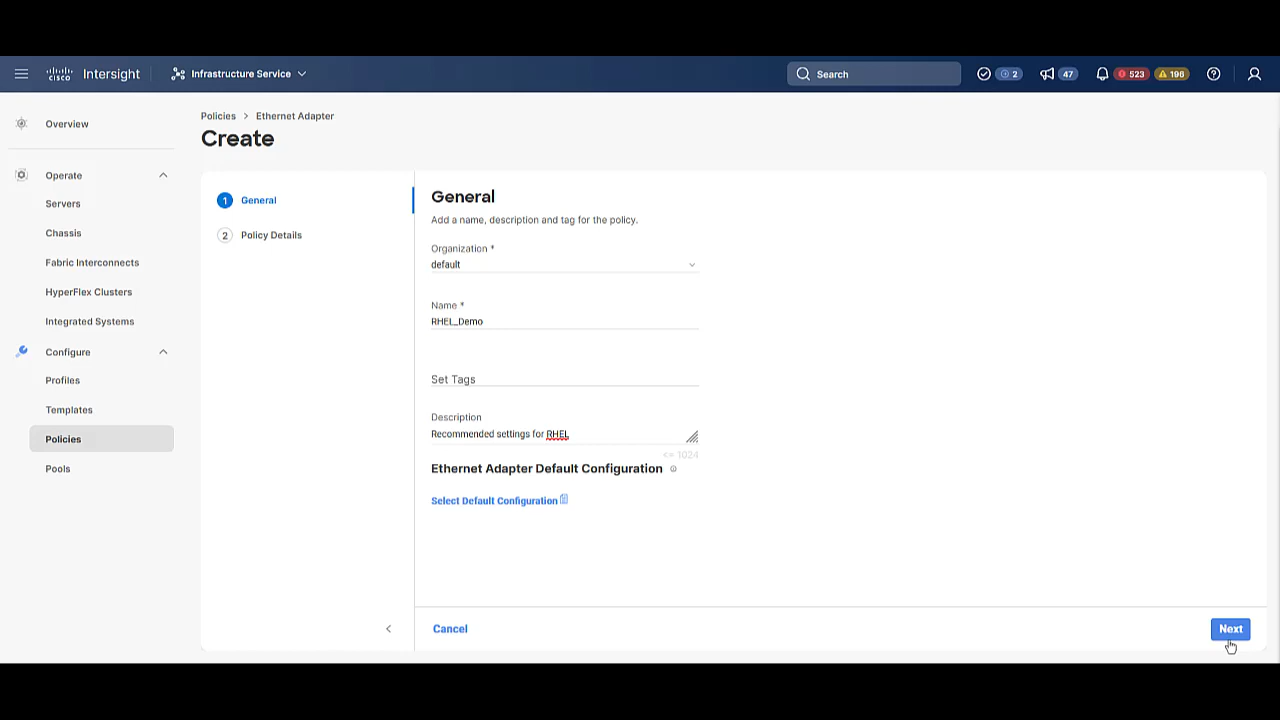 cisco Intersight Infrastructure Service Search 2 47 523 196
Overview
Operate
Servers
Chassis
Fabric Interconnects
HyperFlex Clusters
Integrated Systems
Configure
Profiles
Templates
Policies
Pools
Policies > Ethernet Adapter
Create
1 General
2 Policy Details
General
Add a name, description and tag for the policy.
Organization *
default
Name *
RHEL_Demo
Set Tags
Description
Recommended settings for RHEL
<= 1024
Ethernet Adapter Default Configuration
Select Default Configuration
Cancel
Next